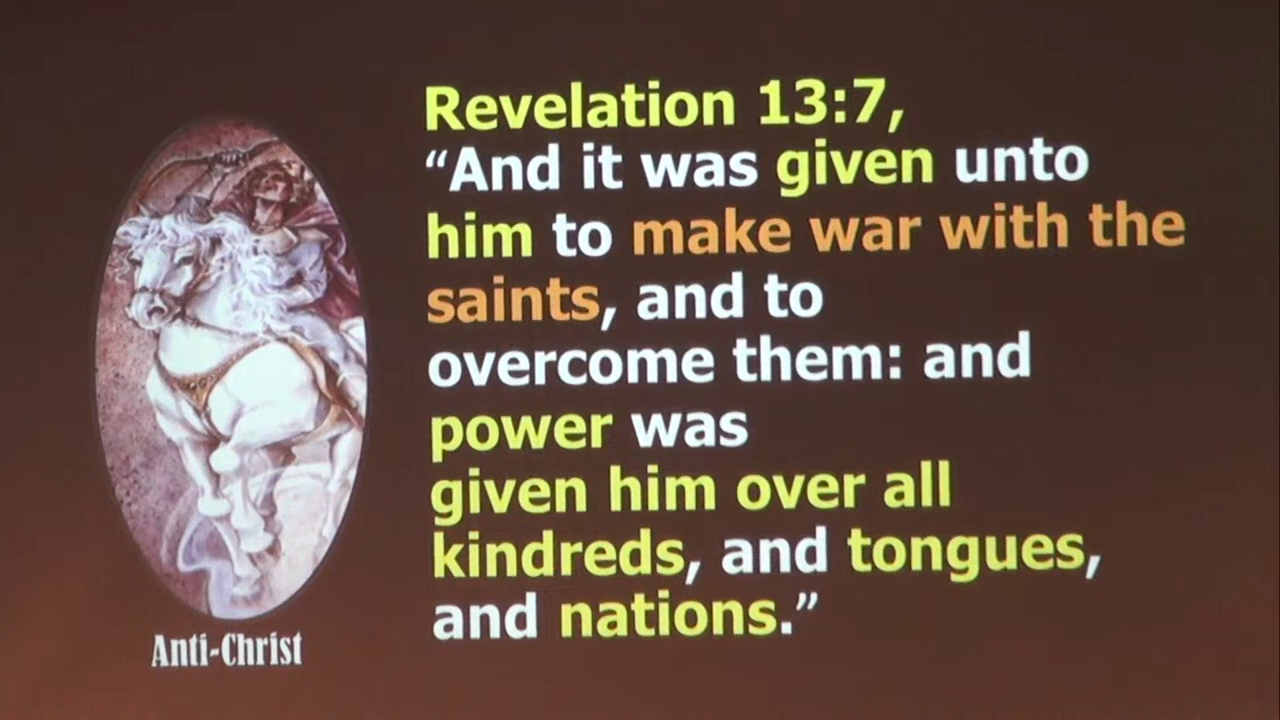 Revelation 13:7,
“And it was given unto
him to make war with the
saints, and to
overcome them: and
power was
given him over all
kindreds, and tongues,
and nations.”
Anti-Christ